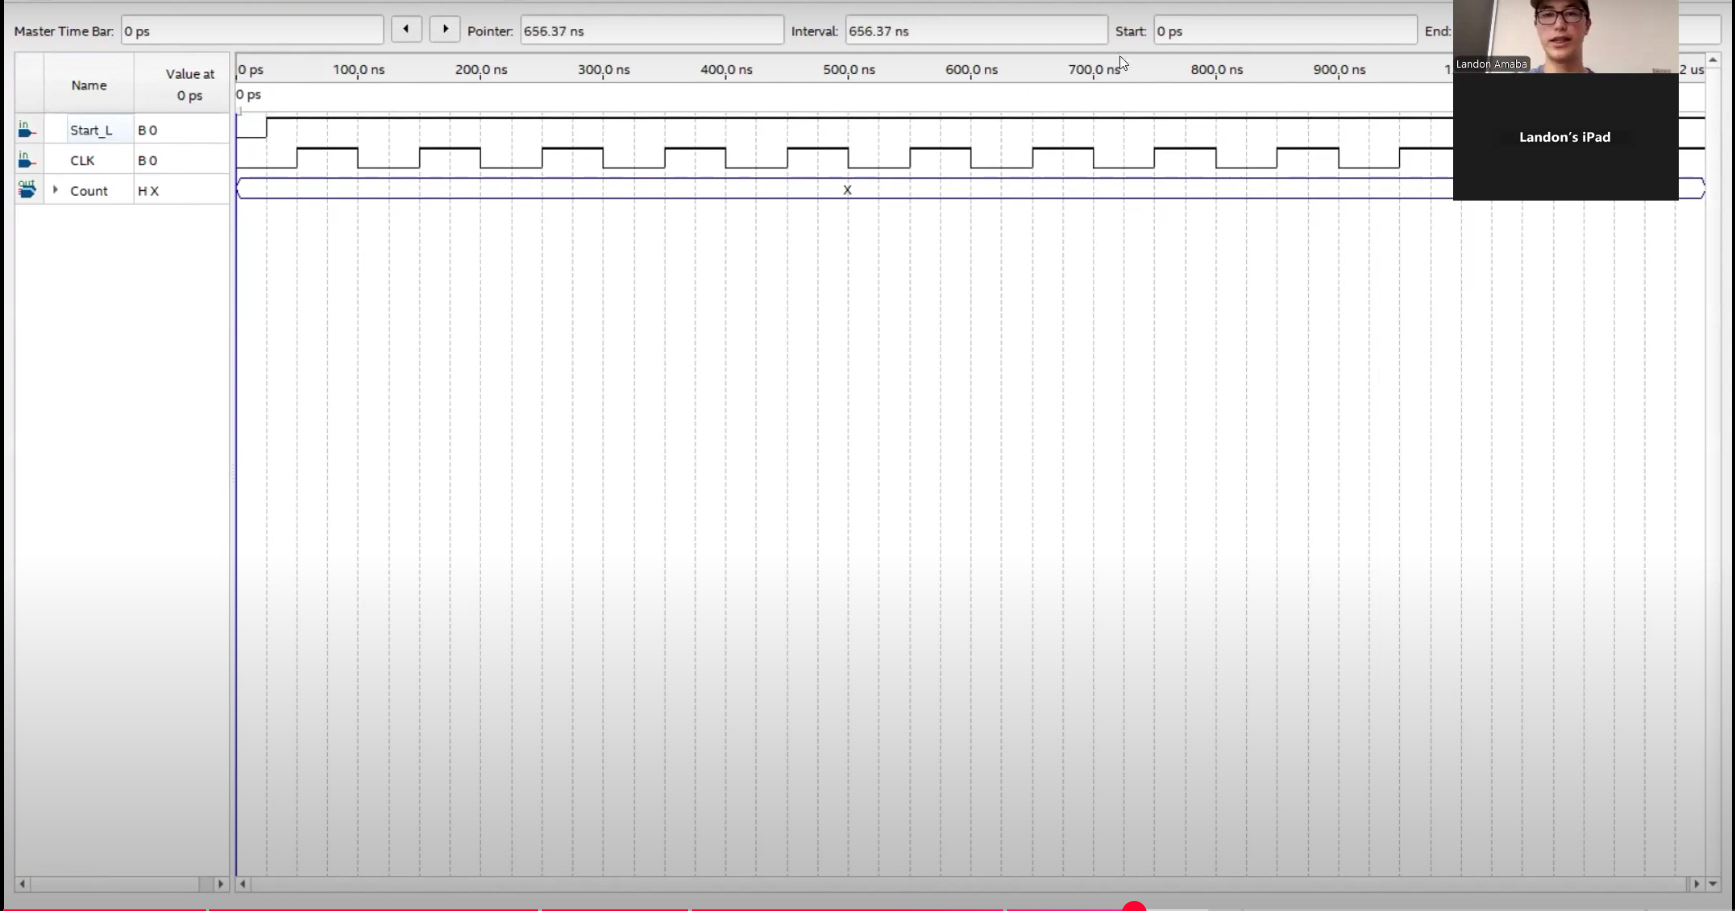 Master Time Bar: 0 ps Pointer: 656.37 ns Interval: 656.37 ns Start: 0 ps End:
Landon Amaba
Name Value at 0 ps
0 ps 100,0 ns 200,0 ns 300,0 ns 400,0 ns 500,0 ns 600,0 ns 700,0 ns 800,0 ns 900,0 ns 1. 2 us
0 ps
in Start_L B 0
Landon's iPad
in CLK B 0
out Count H X X